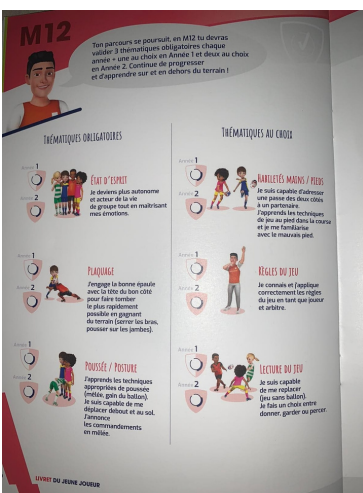 M12
Ton parcours se poursuit, en M12 tu devras
valider 3 thématiques obligatoires chaque
année + une au choix en Année 1 et deux au choix
en Année 2. Continue de progresser
et d'apprendre sur et en dehors du terrain !
THÉMATIQUES OBLIGATOIRES
Année 1
Année 2
ÉTAT D'ESPRIT
Je deviens plus autonome
et acteur de la vie
de groupe tout en maîtrisant
mes émotions.
Année 1
Année 2
PLAQUAGE
J'engage la bonne épaule
avec la tête du bon côté
pour faire tomber
le plus rapidement
possible en gagnant
du terrain (serrer les bras,
pousser sur les jambes).
Année 1
Année 2
POUSSÉE / POSTURE
J'apprends les techniques
appropriées de poussée
(mêlée, gain du ballon).
Je suis capable de me
déplacer debout et au sol.
J'annonce
les commandements
en mêlée.
THÉMATIQUES AU CHOIX
Année 1
Année 2
HABILETÉS MAINS / PIEDS
Je suis capable d'adresser
une passe des deux côtés
à un partenaire.
J'apprends les techniques
de jeu au pied dans la course
et je me familiarise
avec le mauvais pied.
Année 1
Année 2
RÈGLES DU JEU
Je connais et j'applique
correctement les règles
du jeu en tant que joueur
et arbitre.
Année 1
Année 2
LECTURE DU JEU
Je suis capable
de me replacer
(jeu sans ballon).
Je fais un choix entre
donner, garder ou percer.
LIVRET DU JEUNE JOUEUR